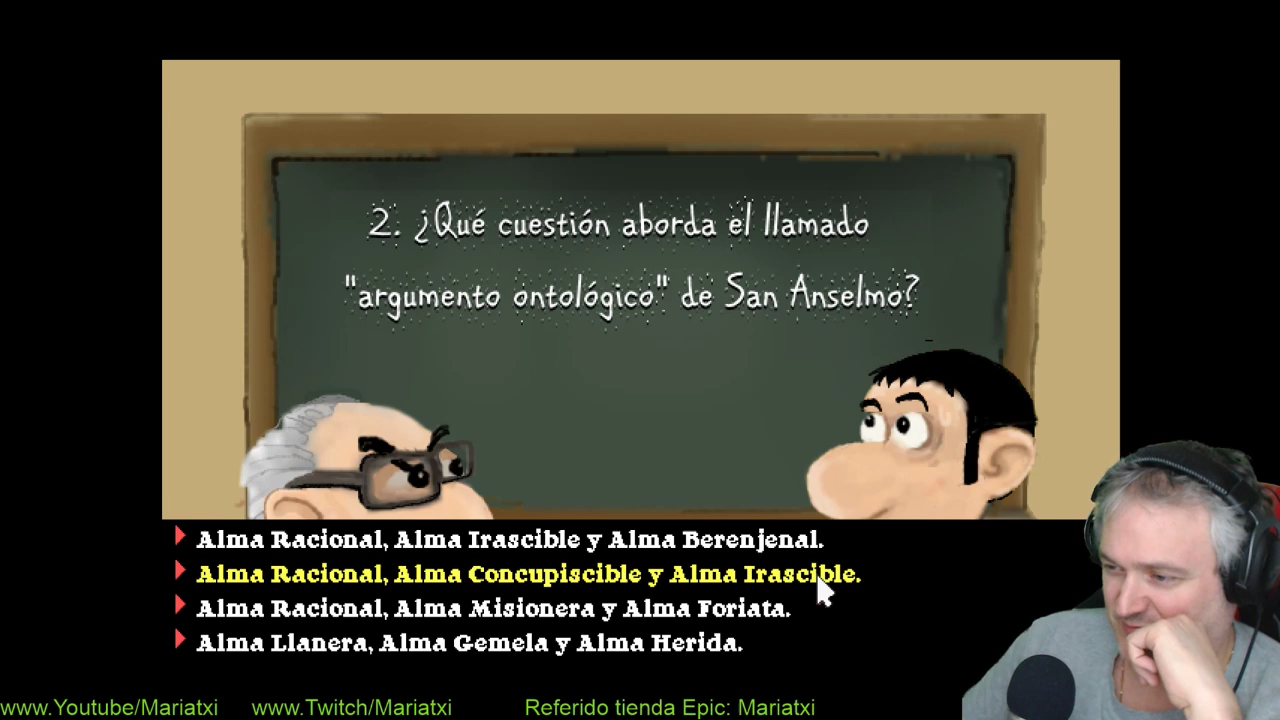 2. ¿Qué cuestión aborda el llamado
"argumento ontológico" de San Anselmo?
Alma Racional, Alma Irascible y Alma Berenjenal.
Alma Racional, Alma Concupiscible y Alma Irascible.
Alma Racional, Alma Misionera y Alma Foriata.
Alma Llanera, Alma Gemela y Alma Herida.
www.Youtube/Mariatxi www.Twitch/Mariatxi Referido tienda Epic: Mariatxi